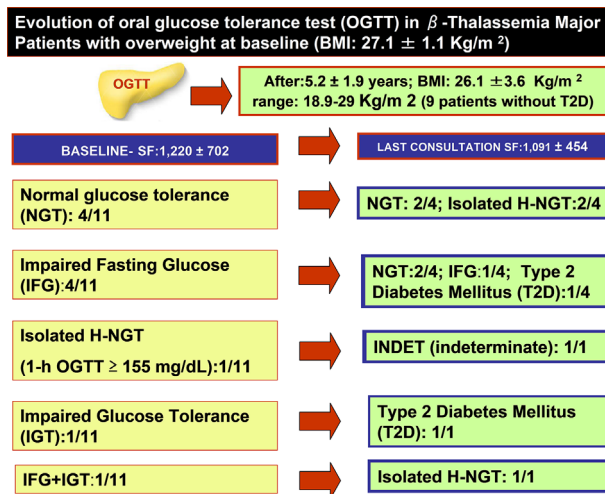 Evolution of oral glucose tolerance test (OGTT) in β-Thalassemia Major
Patients with overweight at baseline (BMI: 27.1 ± 1.1 Kg/m ²)
OGTT
After:5.2 ± 1.9 years; BMI: 26.1 ±3.6 Kg/m ²
range: 18.9-29 Kg/m 2 (9 patients without T2D)
BASELINE- SF:1,220 ± 702
LAST CONSULTATION SF:1,091 ± 454
Normal glucose tolerance
(NGT): 4/11
NGT: 2/4; Isolated H-NGT:2/4
Impaired Fasting Glucose
(IFG):4/11
NGT:2/4; IFG:1/4; Type 2
Diabetes Mellitus (T2D):1/4
Isolated H-NGT
(1-h OGTT ≥ 155 mg/dL):1/11
INDET (indeterminate): 1/1
Impaired Glucose Tolerance
(IGT):1/11
Type 2 Diabetes Mellitus
(T2D): 1/1
IFG+IGT:1/11
Isolated H-NGT: 1/1